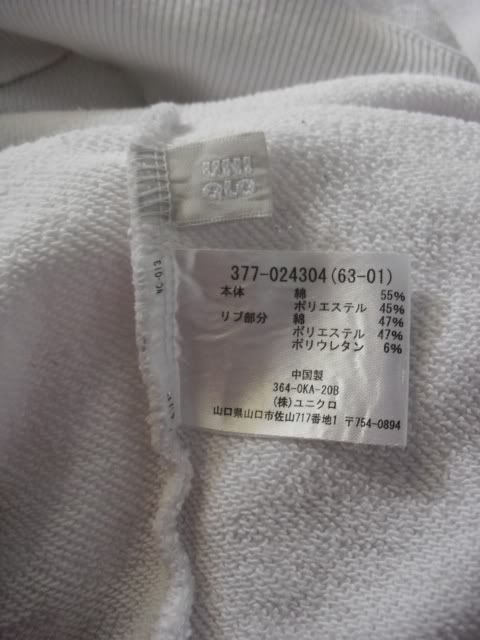 UNI
QLO
377-024304(63-01)
本体 綿 55%
ポリエステル 45%
リブ部分 綿 47%
ポリエステル 47%
ポリウレタン 6%
中国製
364-OKA-20B
(株)ユニクロ
山口県山口市佐山717番地1 〒754-0894